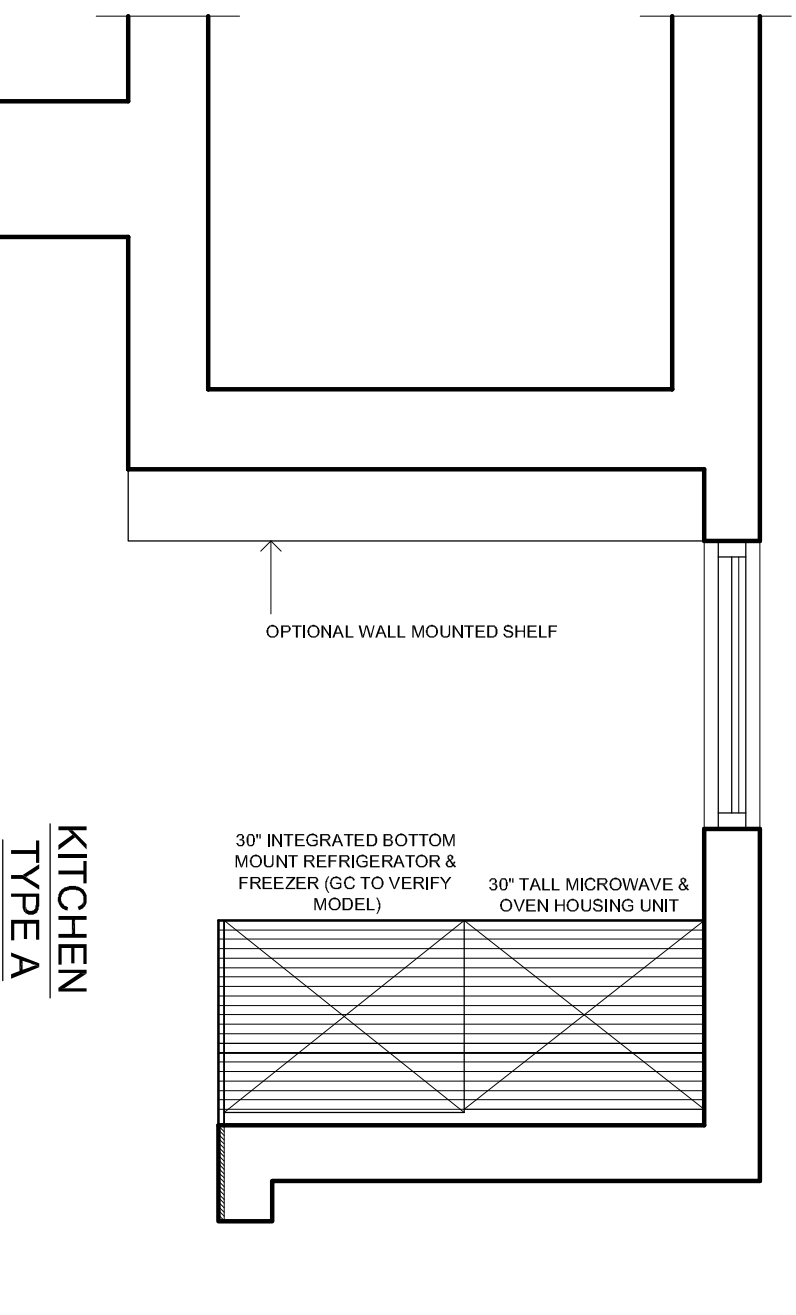 OPTIONAL WALL MOUNTED SHELF
30" INTEGRATED BOTTOM
MOUNT REFRIGERATOR &
FREEZER (GC TO VERIFY
MODEL)
30" TALL MICROWAVE &
OVEN HOUSING UNIT
KITCHEN
TYPE A